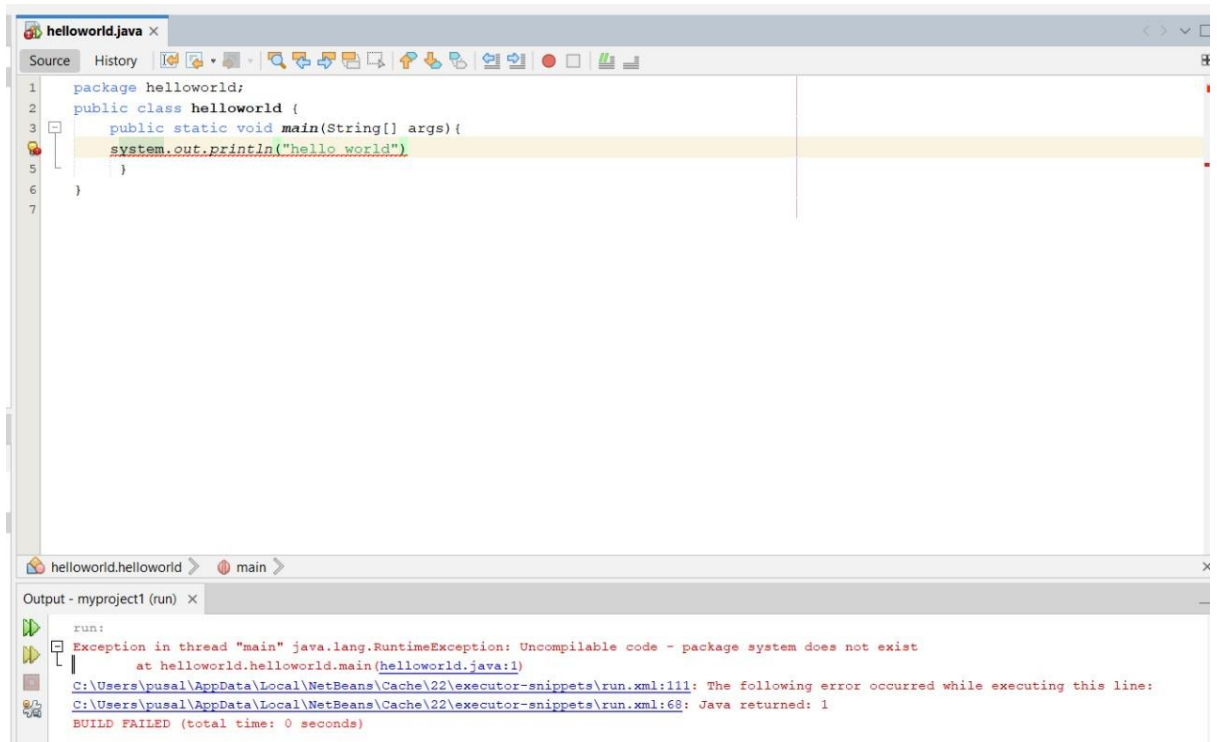 helloworld.java ×
Source History
1 package helloworld;
2 public class helloworld {
3 public static void main(String[] args){
system.out.println("hello world")
5 }
6 }
7
helloworld.helloworld main
Output - myproject1 (run) ×
run:
Exception in thread "main" java.lang.RuntimeException: Uncompilable code - package system does not exist
at helloworld.helloworld.main(helloworld.java:1)
C:\Users\pusal\AppData\Local\NetBeans\Cache\22\executor-snippets\run.xml:111: The following error occurred while executing this line:
C:\Users\pusal\AppData\Local\NetBeans\Cache\22\executor-snippets\run.xml:68: Java returned: 1
BUILD FAILED (total time: 0 seconds)